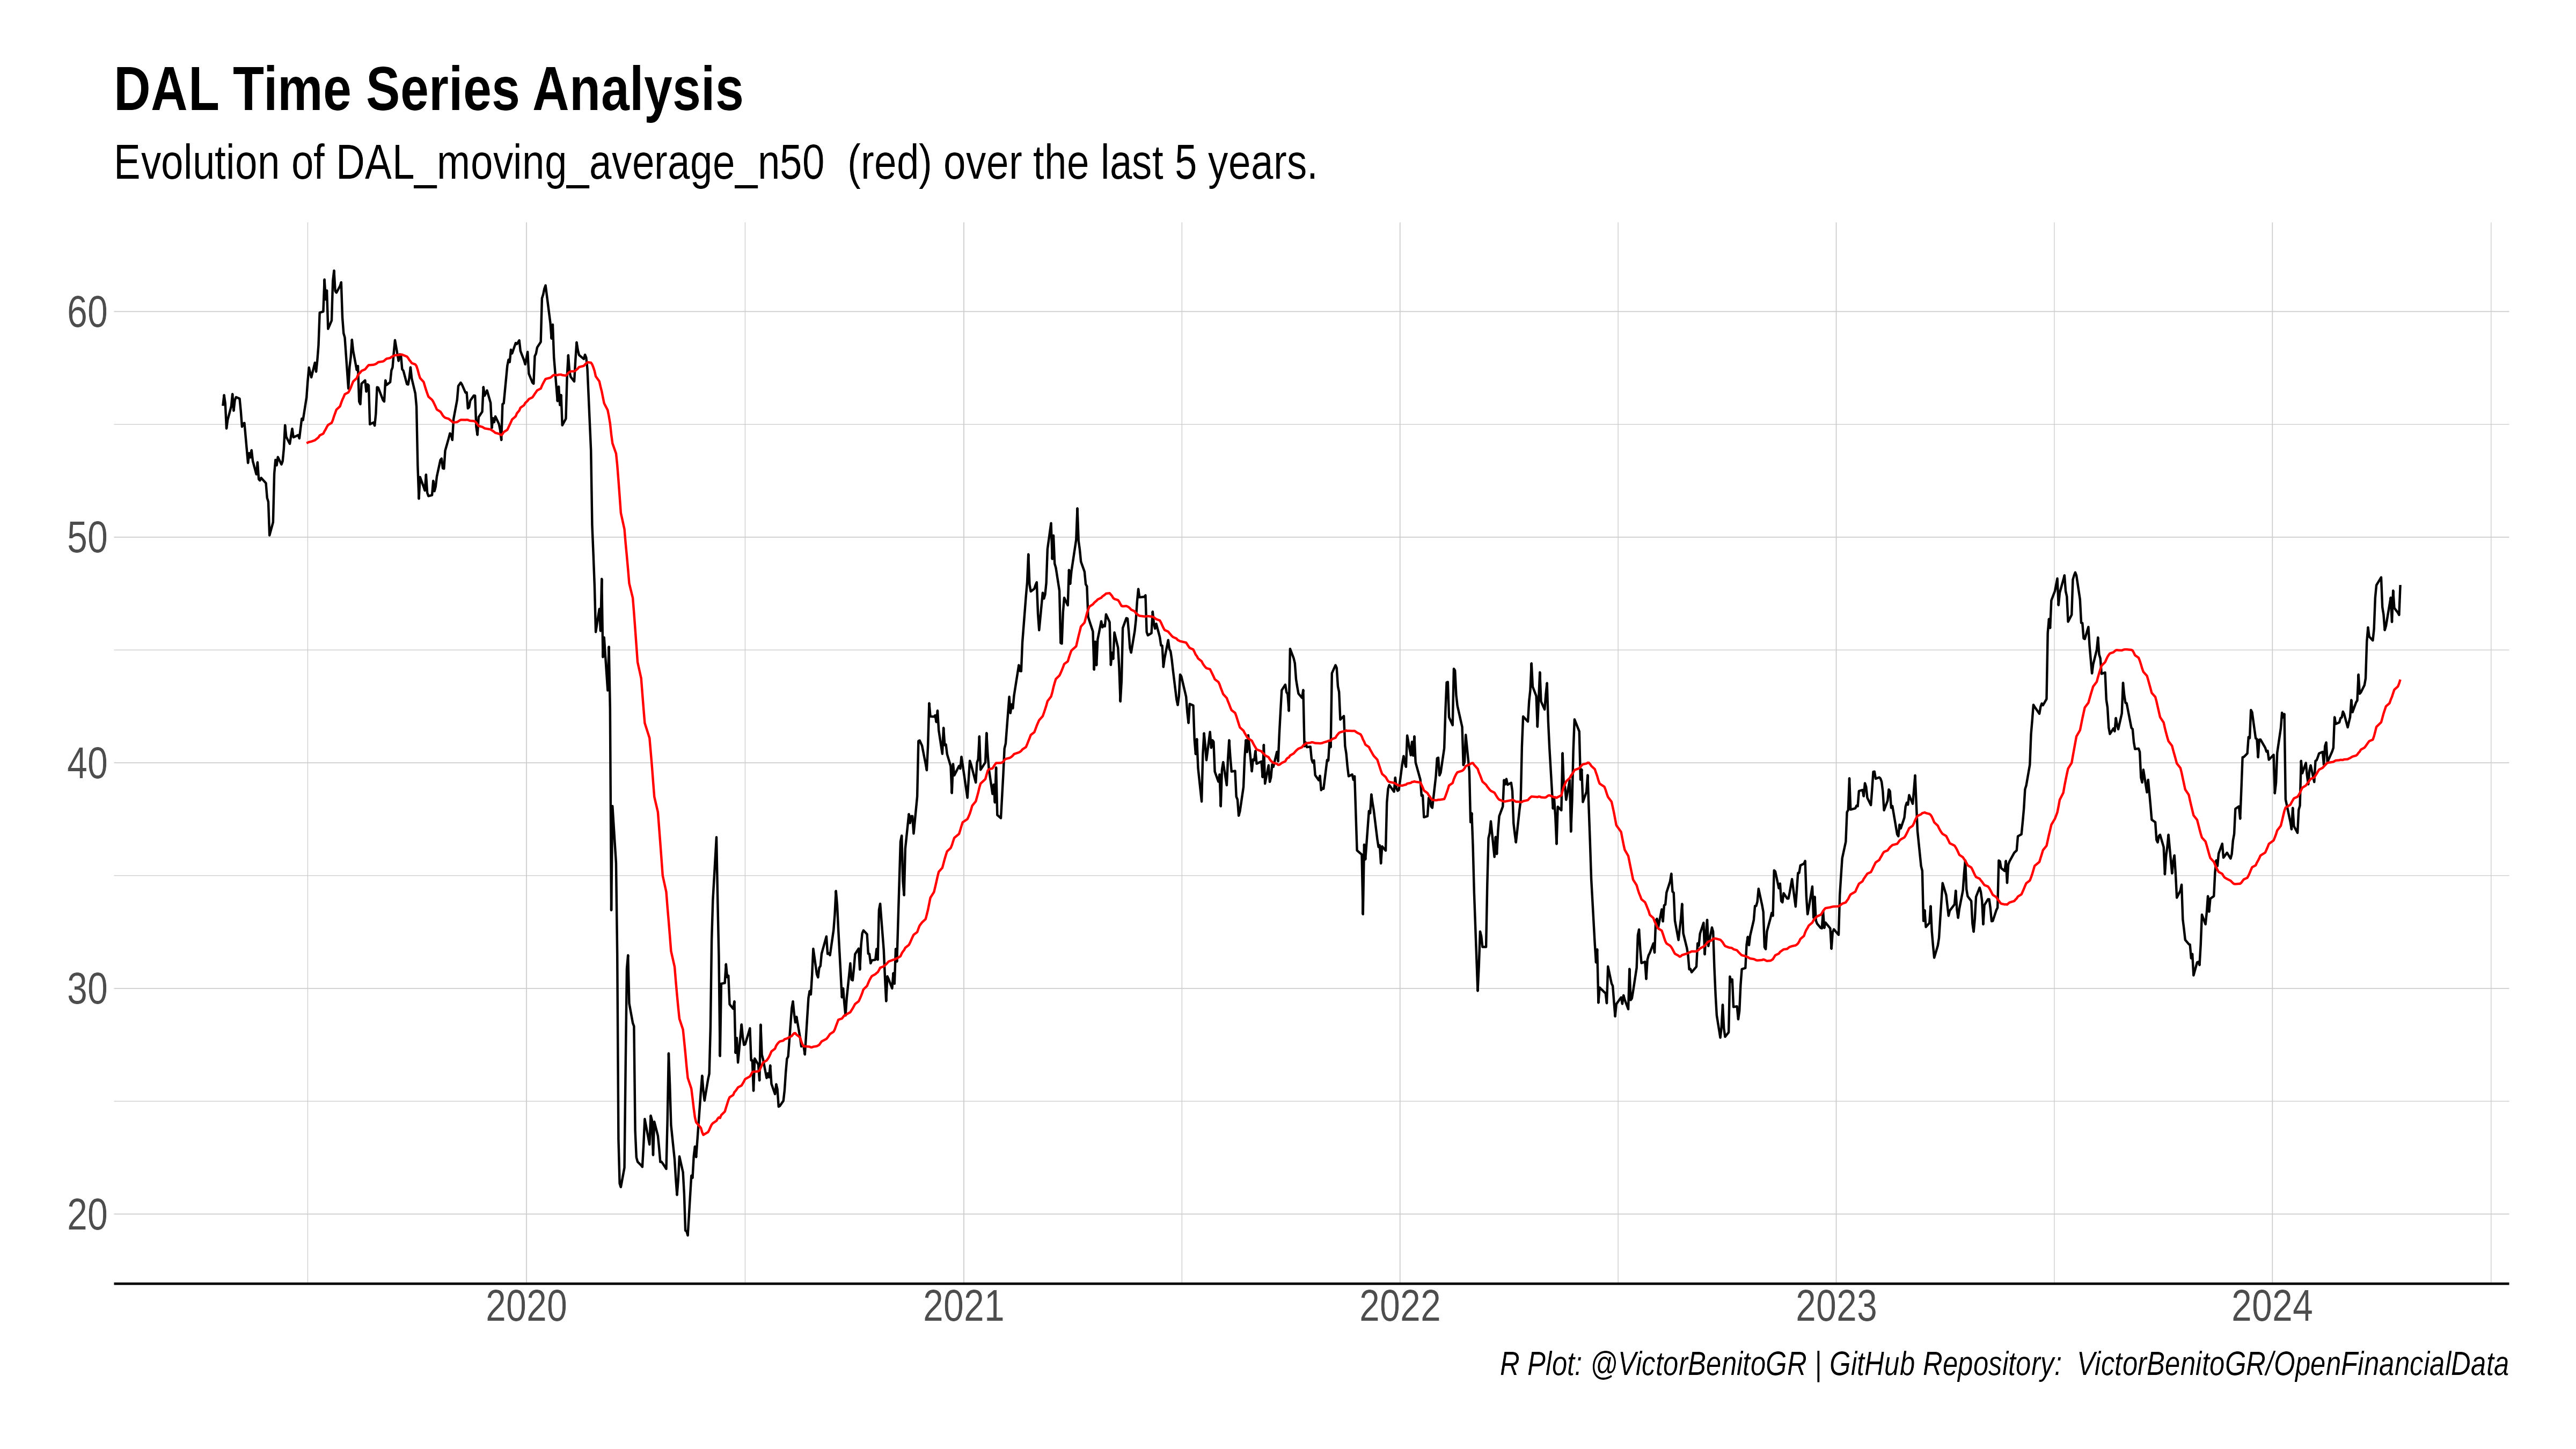 DAL Time Series Analysis
Evolution of DAL_moving_average_n50  (red) over the last 5 years.
60
50
40
30
20
2020 2021 2022 2023 2024
R Plot: @VictorBenitoGR | GitHub Repository:  VictorBenitoGR/OpenFinancialData